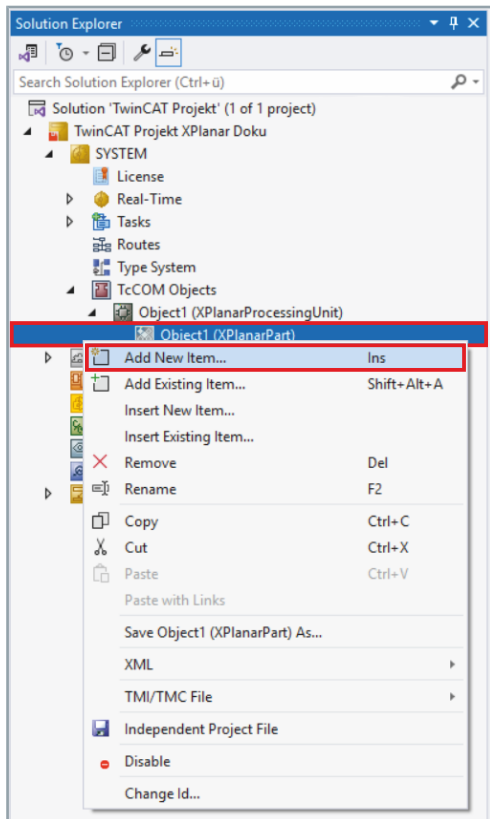 Solution Explorer
Search Solution Explorer (Ctrl+ü)
Solution 'TwinCAT Projekt' (1 of 1 project)
TwinCAT Projekt XPlanar Doku
SYSTEM
License
Real-Time
Tasks
Routes
Type System
TcCOM Objects
Object1 (XPlanarProcessingUnit)
Object1 (XPlanarPart)
Add New Item... Ins
Add Existing Item... Shift+Alt+A
Insert New Item...
Insert Existing Item...
Remove Del
Rename F2
Copy Ctrl+C
Cut Ctrl+X
Paste Ctrl+V
Paste with Links
Save Object1 (XPlanarPart) As...
XML
TMI/TMC File
Independent Project File
Disable
Change Id...